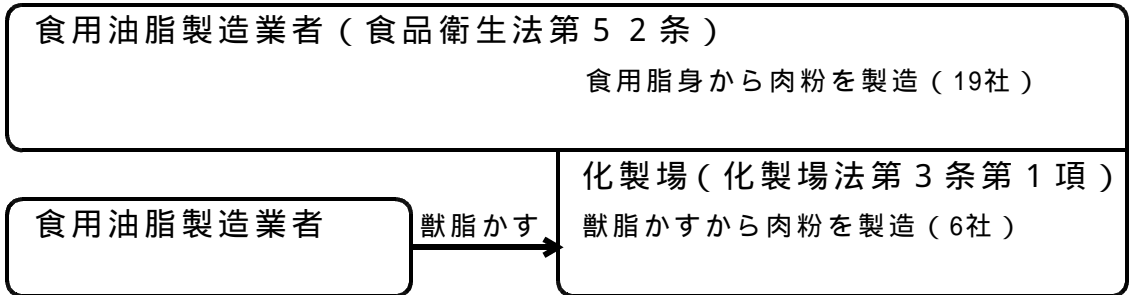 食用油脂製造業者（食品衛生法第５２条）
食用脂身から肉粉を製造（19社）
化製場（化製場法第３条第１項）
食用油脂製造業者
獣脂かす
獣脂かすから肉粉を製造（6社）